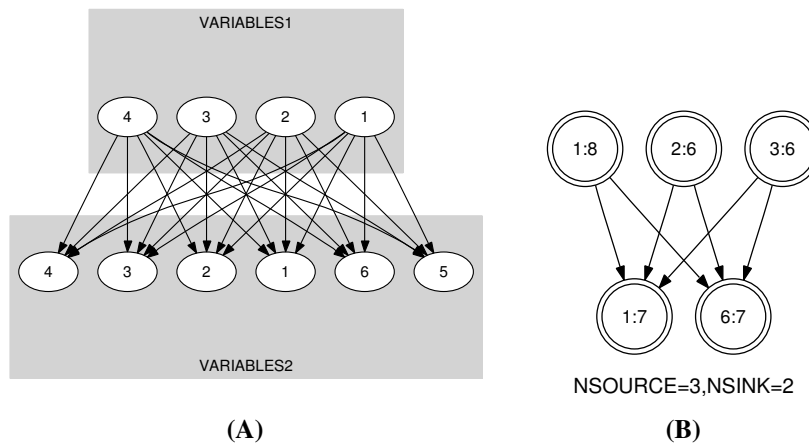 VARIABLES1
4 3 2 1
4 3 2 1 6 5
VARIABLES2
(A)
1:8 2:6 3:6
1:7 6:7
NSOURCE=3,NSINK=2
(B)